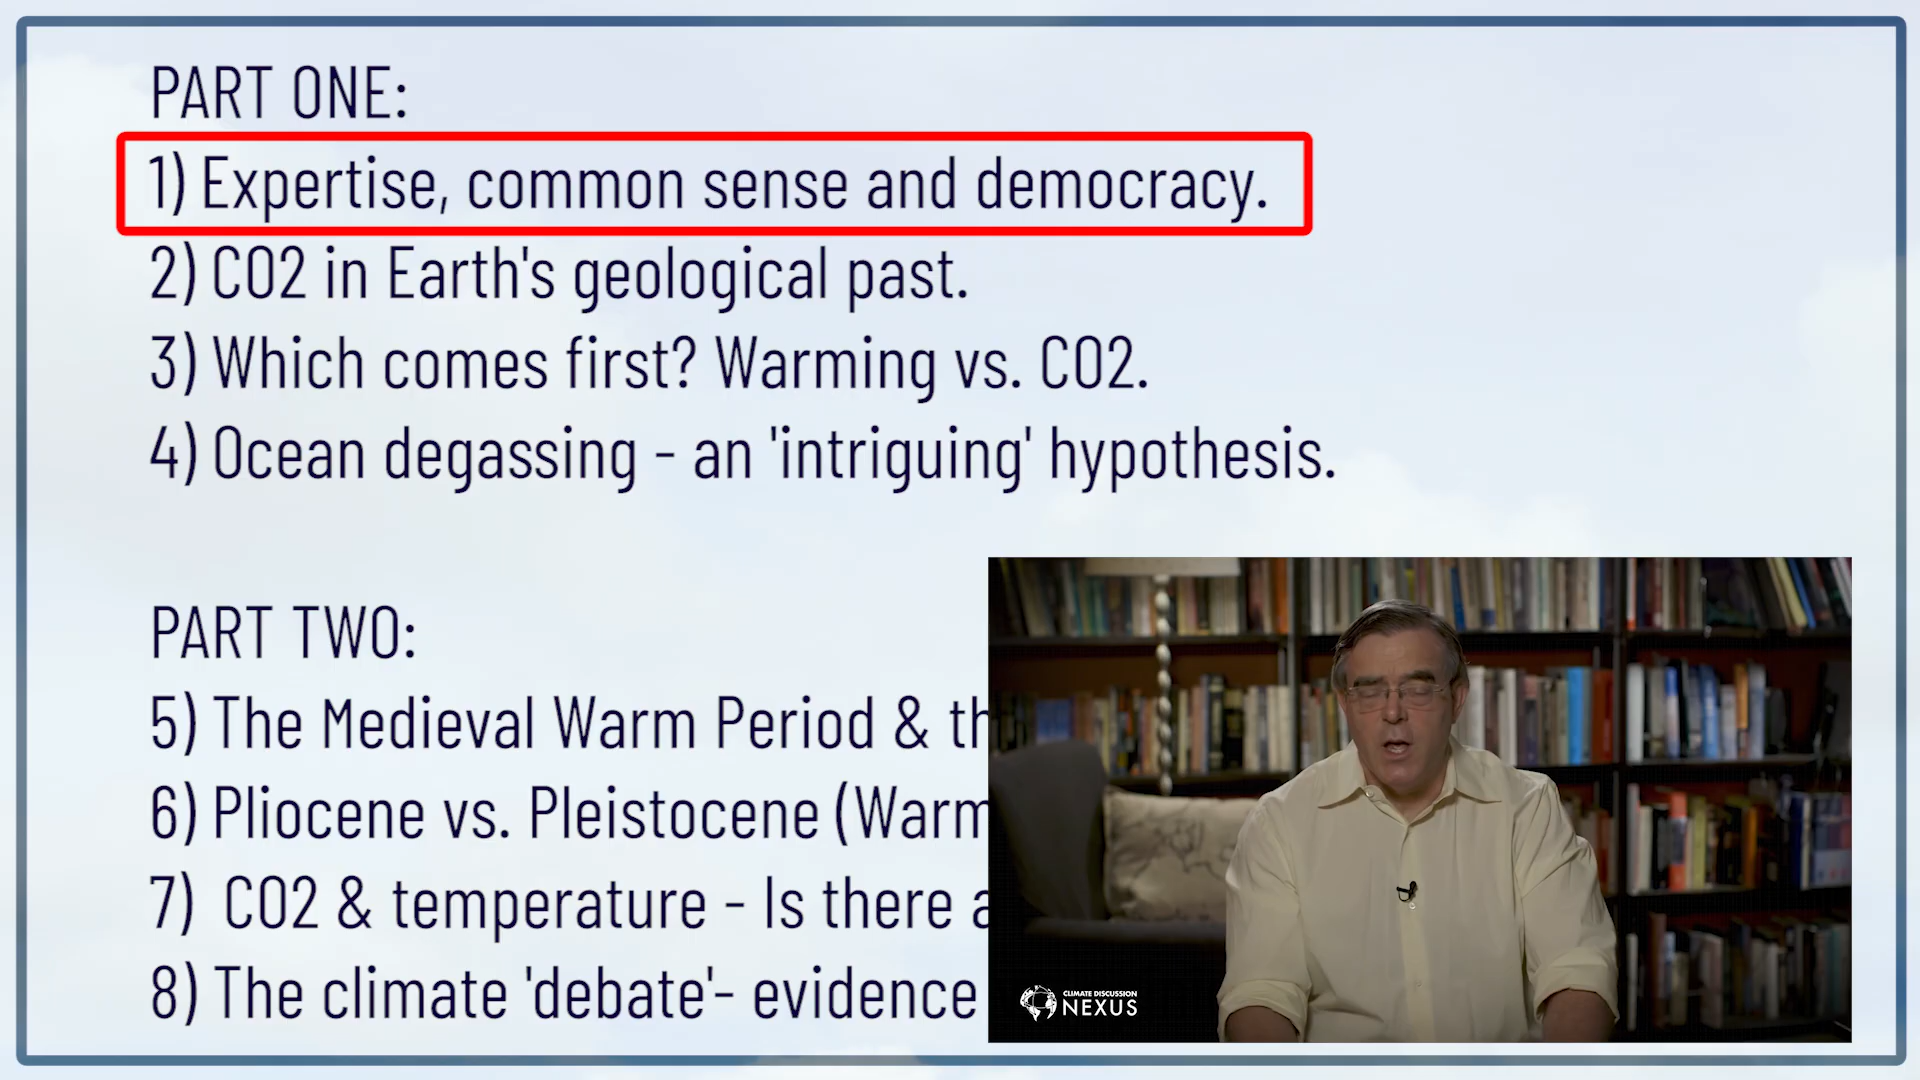 PART ONE:
1) Expertise, common sense and democracy.
2) CO2 in Earth's geological past.
3) Which comes first? Warming vs. CO2.
4) Ocean degassing - an 'intriguing' hypothesis.
PART TWO:
5) The Medieval Warm Period & th
6) Pliocene vs. Pleistocene (Warm
7) CO2 & temperature - Is there a
8) The climate 'debate'- evidence
CLIMATE DISCUSSION
NEXUS